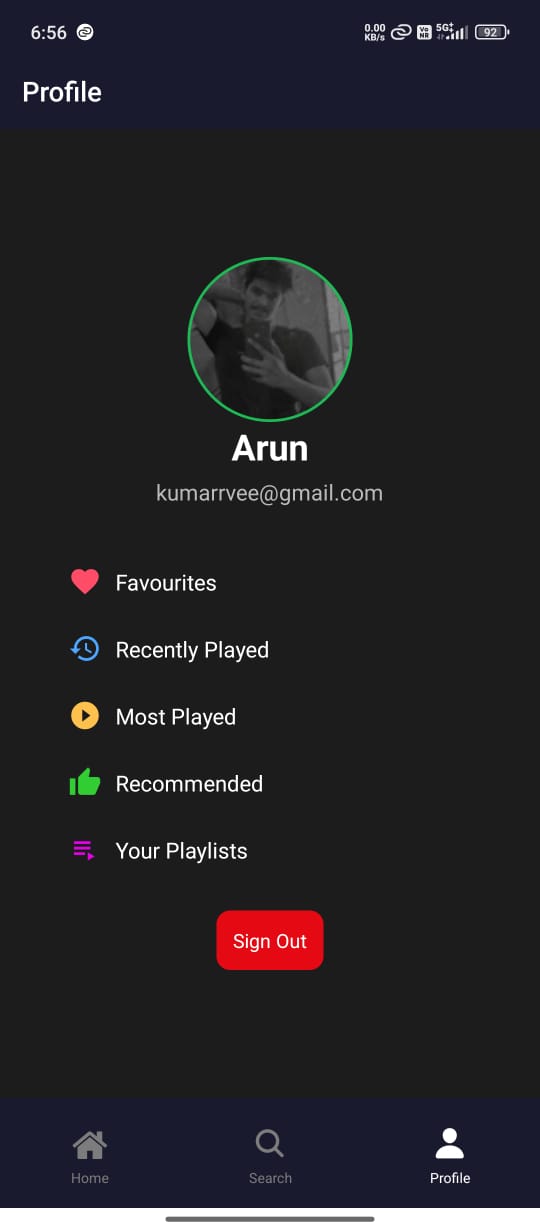 6:56
0.00 KB/s Vo NR 5G+ 92
Profile
Arun
kumarrvee@gmail.com
Favourites
Recently Played
Most Played
Recommended
Your Playlists
Sign Out
Home Search Profile